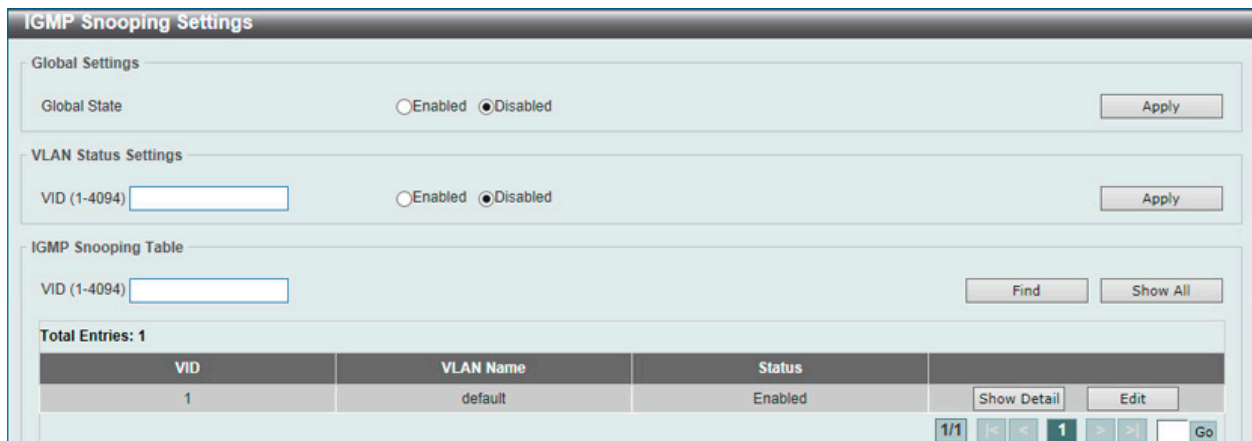 IGMP Snooping Settings
Global Settings
Global State Enabled Disabled Apply
VLAN Status Settings
VID (1-4094) Enabled Disabled Apply
IGMP Snooping Table
VID (1-4094) Find Show All
Total Entries: 1
VID VLAN Name Status
1 default Enabled Show Detail Edit
1/1 |< < 1 > >| Go